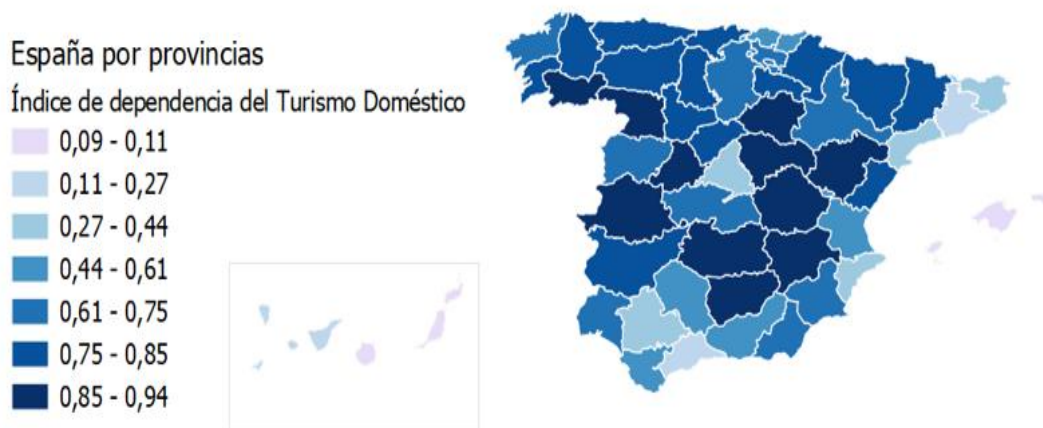 España por provincias
Índice de dependencia del Turismo Doméstico
0,09 - 0,11
0,11 - 0,27
0,27 - 0,44
0,44 - 0,61
0,61 - 0,75
0,75 - 0,85
0,85 - 0,94